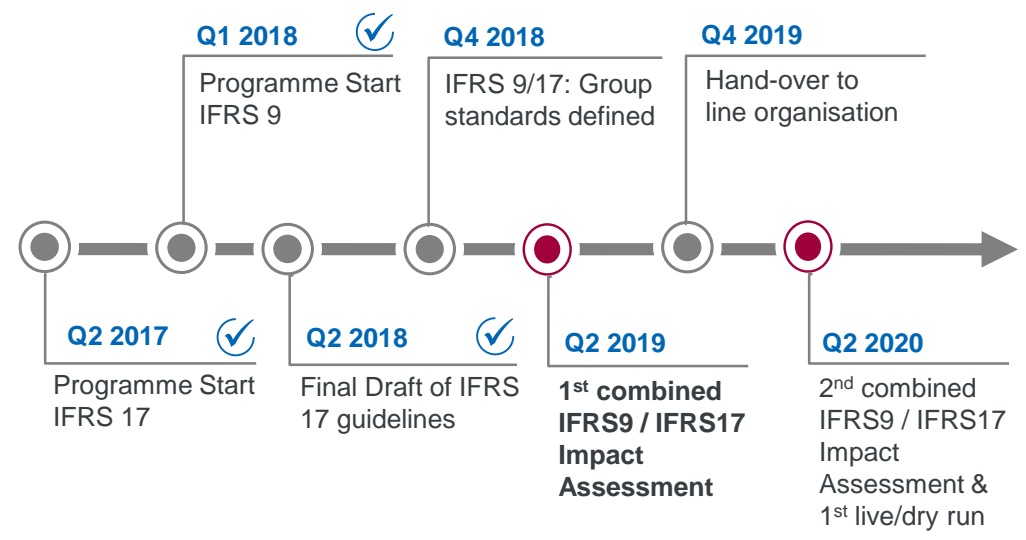 Q1 2018
Programme Start
IFRS 9
Q4 2018
IFRS 9/17: Group
standards defined
Q4 2019
Hand-over to
line organisation
Q2 2017
Programme Start
IFRS 17
Q2 2018
Final Draft of IFRS
17 guidelines
Q2 2019
1st combined
IFRS9 / IFRS17
Impact
Assessment
Q2 2020
2nd combined
IFRS9 / IFRS17
Impact
Assessment &
1st live/dry run